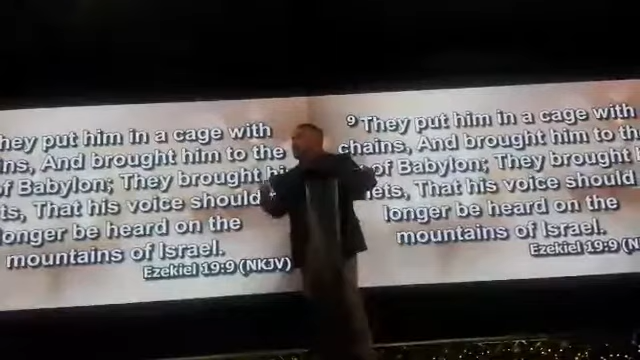 They put him in a cage with
And brought him to the
of Babylon; They brought
That his voice should
longer be heard on the
mountains of Israel.
Ezekiel 19:9 (NKJV)
9 They put him in a cage with
chains, And brought him to the
of Babylon; They brought
nets, That his voice should
longer be heard on the
mountains of Israel.
Ezekiel 19:9